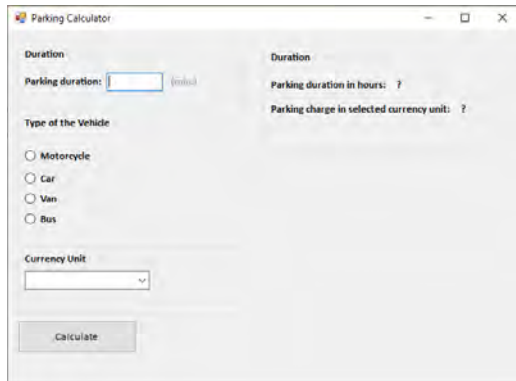 Parking Calculator
Duration
Parking duration:
(mins)
Type of the Vehicle
Motorcycle
Car
Van
Bus
Currency Unit
Calculate
Duration
Parking duration in hours: ?
Parking charge in selected currency unit: ?